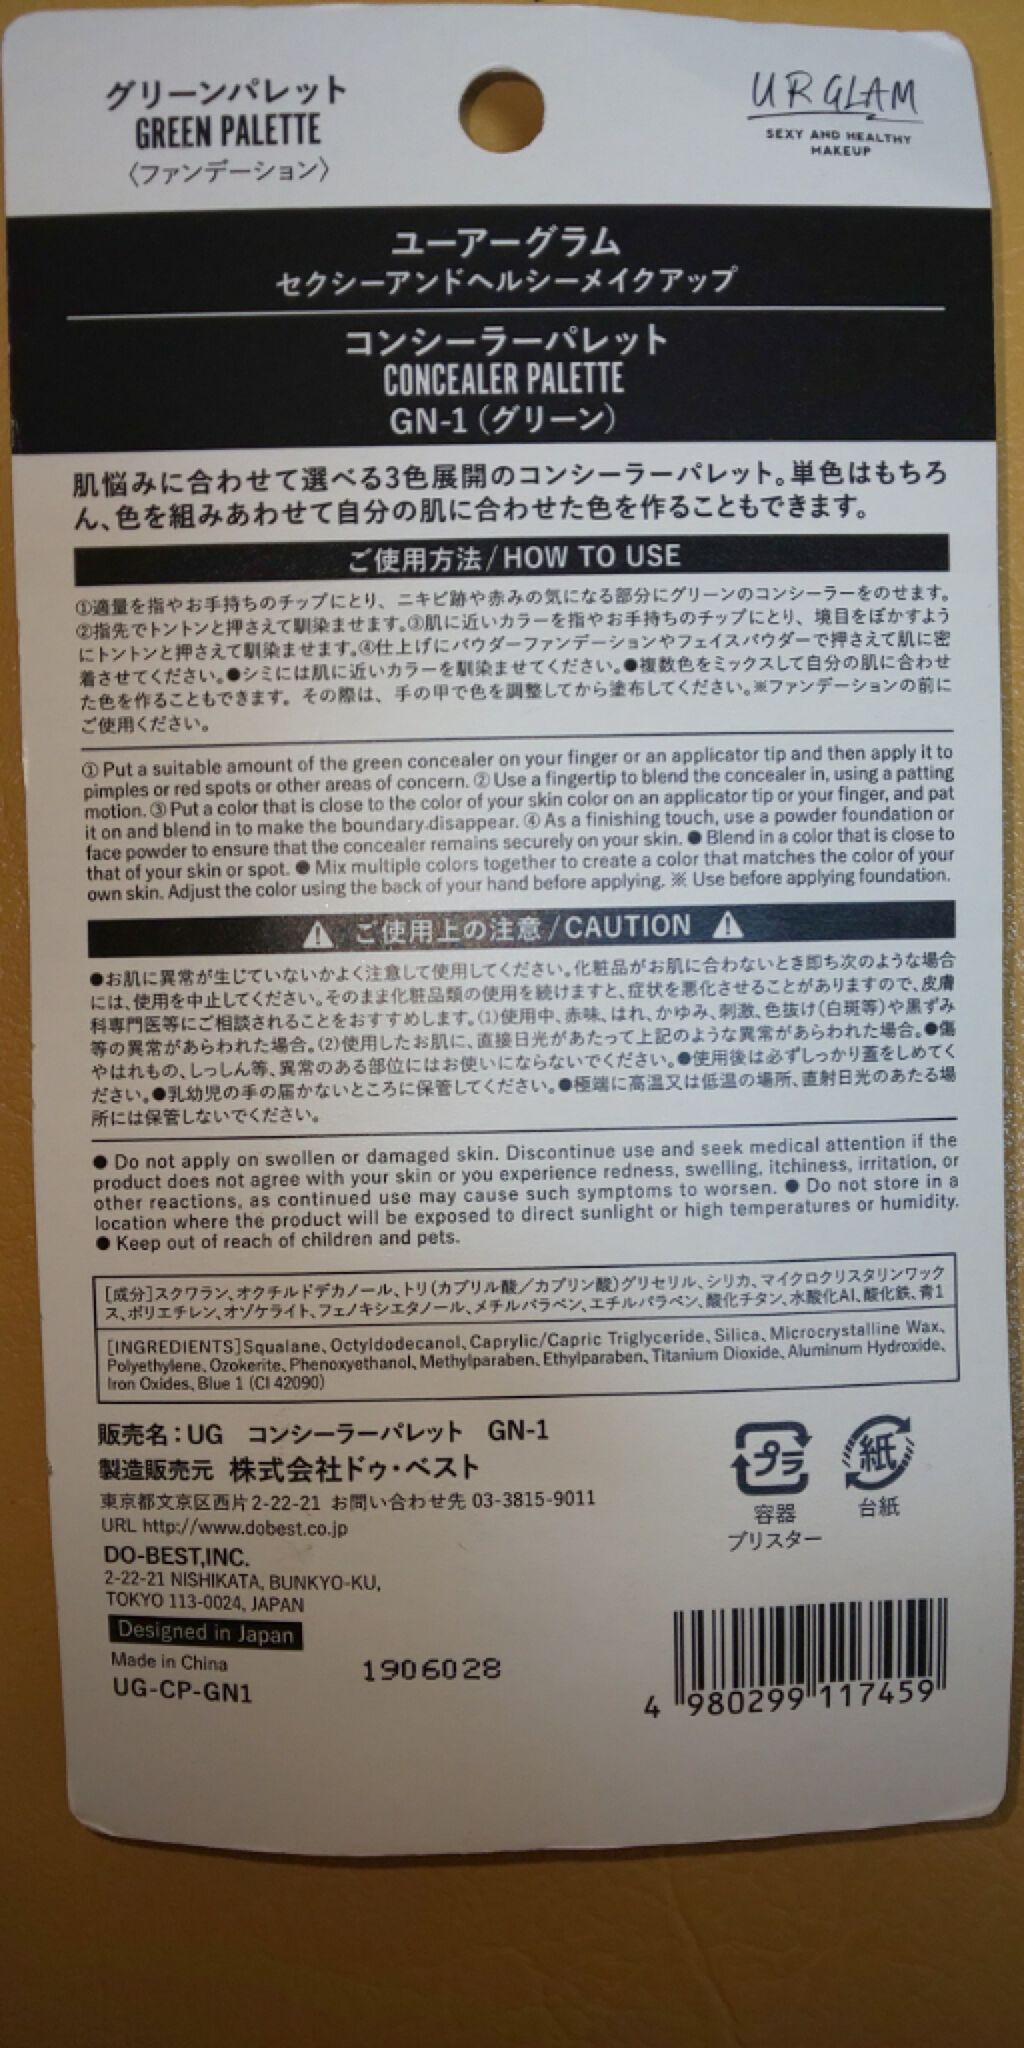 グリーンパレット
GREEN PALETTE
〈ファンデーション〉
UR GLAM
SEXY AND HEALTHY
MAKEUP
ユーアーグラム
セクシーアンドヘルシーメイクアップ
コンシーラーパレット
CONCEALER PALETTE
GN-1（グリーン）
肌悩みに合わせて選べる3色展開のコンシーラーパレット。単色はもちろ
ん、色を組みあわせて自分の肌に合わせた色を作ることもできます。
ご使用方法/HOW TO USE
①適量を指やお手持ちのチップにとり、ニキビ跡や赤みの気になる部分にグリーンのコンシーラーをのせます。
②指先でトントンと押さえて馴染ませます。③肌に近いカラーを指やお手持ちのチップにとり、境目をぼかすよう
にトントンと押さえて馴染ませます。④仕上げにパウダーファンデーションやフェイスパウダーで押さえて肌に密
着させてください。●シミには肌に近いカラーを馴染ませてください。●複数色をミックスして自分の肌に合わせ
た色を作ることもできます。その際は、手の甲で色を調整してから塗布してください。※ファンデーションの前に
ご使用ください。
① Put a suitable amount of the green concealer on your finger or an applicator tip and then apply it to
pimples or red spots or other areas of concern. ② Use a fingertip to blend the concealer in, using a patting
motion. ③ Put a color that is close to the color of your skin color on an applicator tip or your finger, and pat
it on and blend in to make the boundary.disappear. ④ As a finishing touch, use a powder foundation or
face powder to ensure that the concealer remains securely on your skin. ● Blend in a color that is close to
that of your skin or spot. ● Mix multiple colors together to create a color that matches the color of your
own skin. Adjust the color using the back of your hand before applying. ※ Use before applying foundation.
⚠ ご使用上の注意/CAUTION ⚠
●お肌に異常が生じていないかよく注意して使用してください。化粧品がお肌に合わないとき即ち次のような場合
には、使用を中止してください。そのまま化粧品類の使用を続けますと、症状を悪化させることがありますので、皮膚
科専門医等にご相談されることをおすすめします。(1)使用中、赤味、はれ、かゆみ、刺激、色抜け(白斑等)や黒ずみ
等の異常があらわれた場合。(2)使用したお肌に、直接日光があたって上記のような異常があらわれた場合。●傷
やはれもの、しっしん等、異常のある部位にはお使いにならないでください。●使用後は必ずしっかり蓋をしめてく
ださい。●乳幼児の手の届かないところに保管してください。●極端に高温又は低温の場所、直射日光のあたる場
所には保管しないでください。
● Do not apply on swollen or damaged skin. Discontinue use and seek medical attention if the
product does not agree with your skin or you experience redness, swelling, itchiness, irritation, or
other reactions, as continued use may cause such symptoms to worsen. ● Do not store in a
location where the product will be exposed to direct sunlight or high temperatures or humidity.
● Keep out of reach of children and pets.
[成分]スクワラン、オクチルドデカノール、トリ(カプリル酸／カプリン酸)グリセリル、シリカ、マイクロクリスタリンワック
ス、ポリエチレン、オゾケライト、フェノキシエタノール、メチルパラベン、エチルパラベン、酸化チタン、水酸化Al、酸化鉄、青1
[INGREDIENTS]Squalane、Octyldodecanol、Caprylic/Capric Triglyceride、Silica、Microcrystalline Wax、
Polyethylene、Ozokerite、Phenoxyethanol、Methylparaben、Ethylparaben、Titanium Dioxide、Aluminum Hydroxide、
Iron Oxides、Blue 1 (CI 42090)
販売名：UG コンシーラーパレット GN-1
製造販売元 株式会社ドゥ・ベスト
東京都文京区西片2-22-21 お問い合わせ先 03-3815-9011
URL http://www.dobest.co.jp
DO-BEST,INC.
2-22-21 NISHIKATA, BUNKYO-KU,
TOKYO 113-0024, JAPAN
Designed in Japan
Made in China
UG-CP-GN1
1906028
プラ
容器
ブリスター
紙
台紙
4 980299 117459